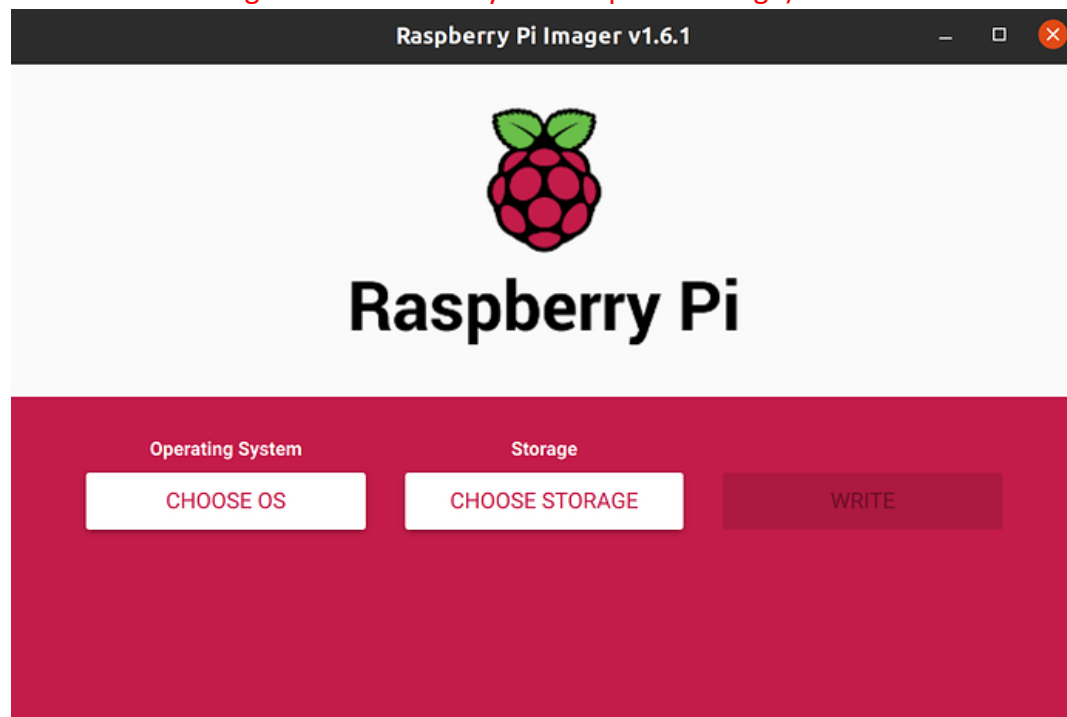 Raspberry Pi Imager v1.6.1
Raspberry Pi
Operating System
Storage
CHOOSE OS
CHOOSE STORAGE
WRITE